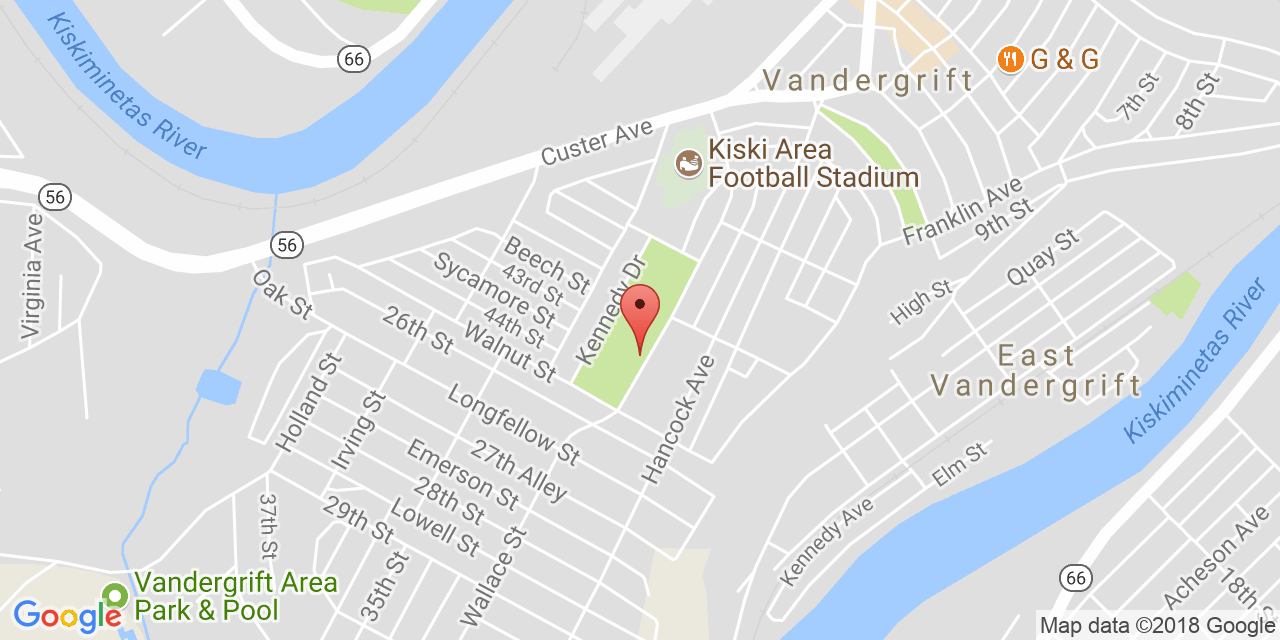 Kiskiminetas River
66
Vandergrift
G & G
7th St
8th St
Custer Ave
Kiski Area
Football Stadium
56
Virginia Ave
56
Franklin Ave
9th St
Quay St
High St
Oak St
Beech St
43rd St
Sycamore St
44th St
Walnut St
26th St
Kennedy Dr
East
Vandergrift
Kiskiminetas River
Holland St
Irving St
Longfellow St
27th Alley
Emerson St
28th St
Lowell St
29th St
Hancock Ave
Elm St
Kennedy Ave
37th St
35th St
Wallace St
Vandergrift Area
Park & Pool
66
Acheson Ave
18th S
Google
Map data ©2018 Google